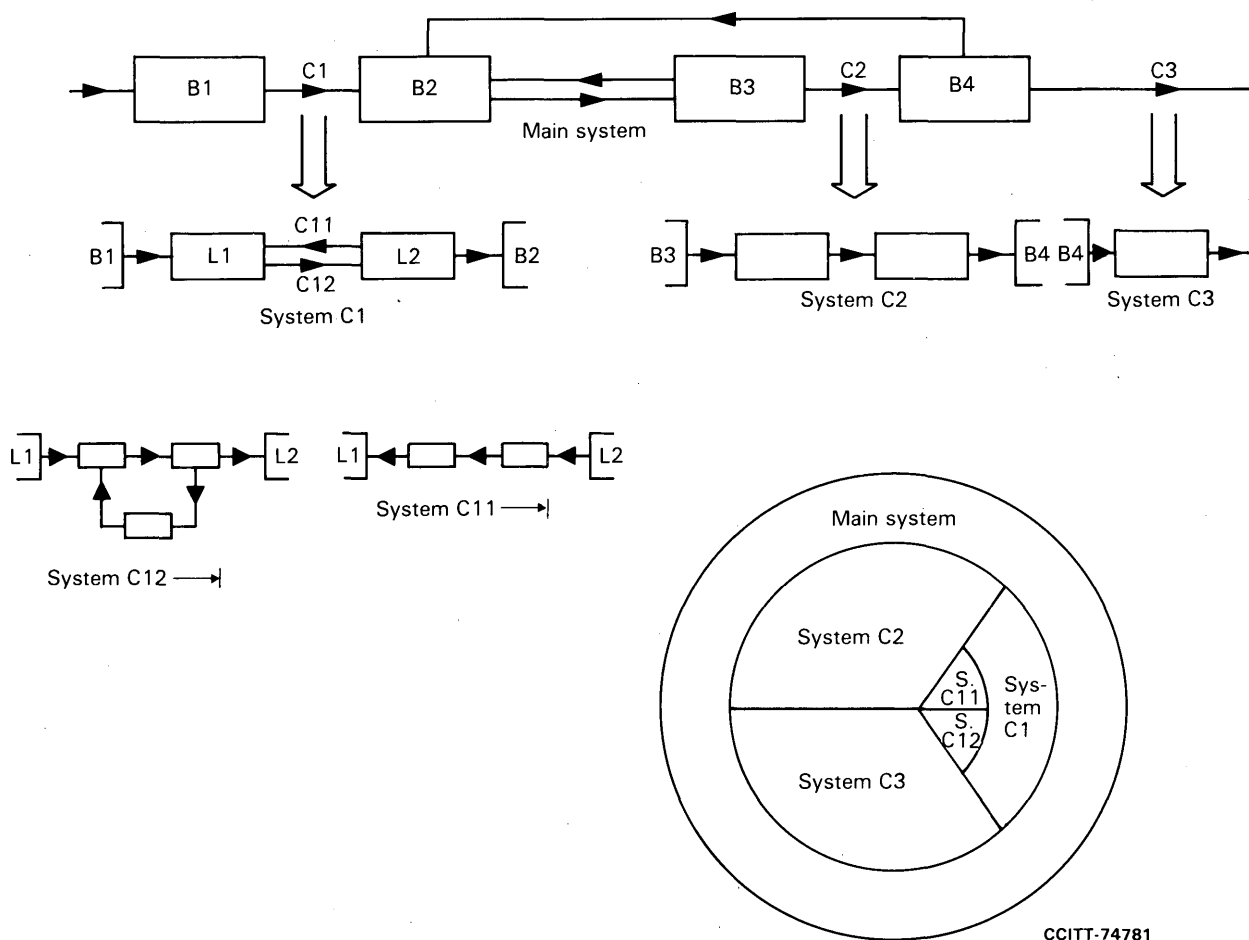 C1
C2
C3
B1
B2
B3
B4
Main system
C11
B1
L1
L2
B2
B3
B4
B4
C12
System C1
System C2
System C3
L1
L2
L1
L2
System C11
System C12
Main system
System C2
S.
C11
Sys-
tem
C1
S.
C12
System C3
CCITT-74781